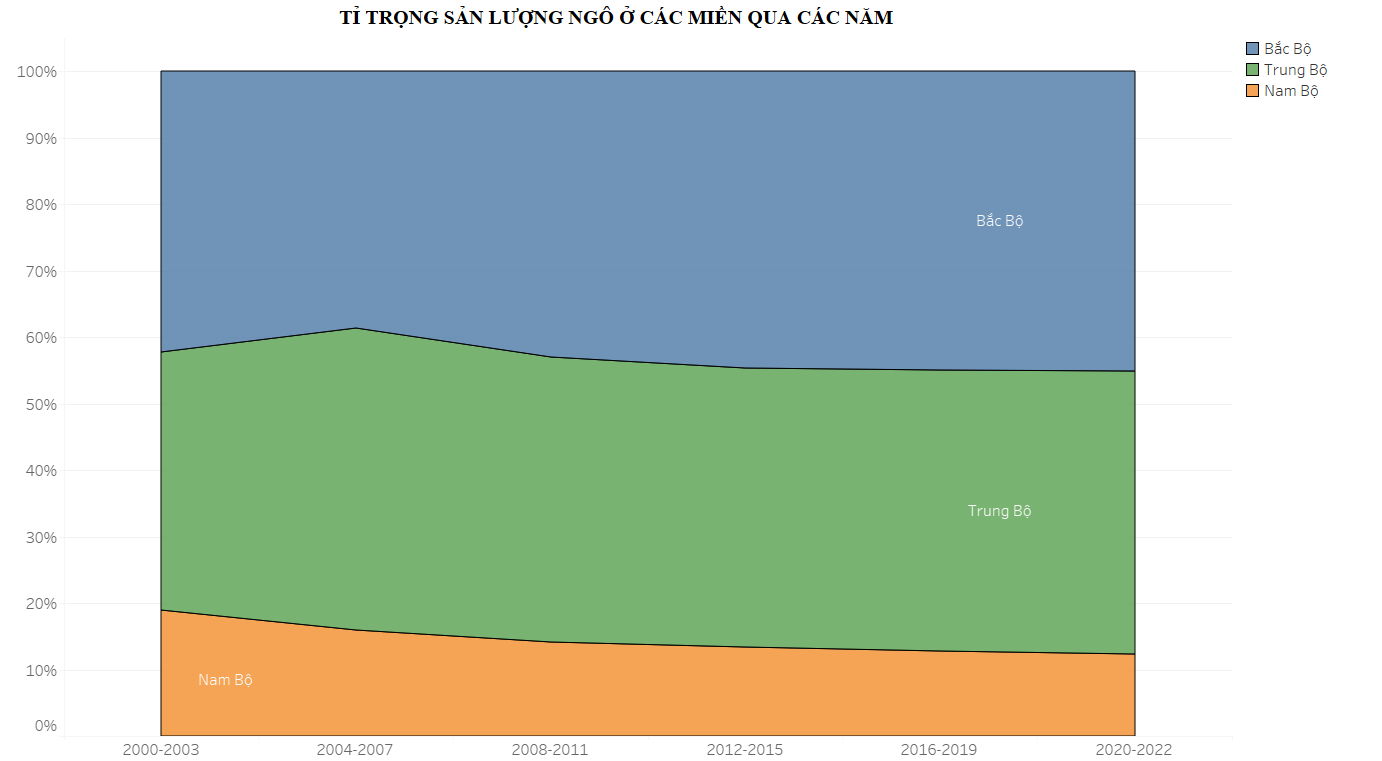 TỈ TRỌNG SẢN LƯỢNG NGÔ Ở CÁC MIỀN QUA CÁC NĂM
Bắc Bộ
Trung Bộ
Nam Bộ
100%
90%
80%
70%
60%
50%
40%
30%
20%
10%
0%
Bắc Bộ
Trung Bộ
Nam Bộ
2000-2003 2004-2007 2008-2011 2012-2015 2016-2019 2020-2022